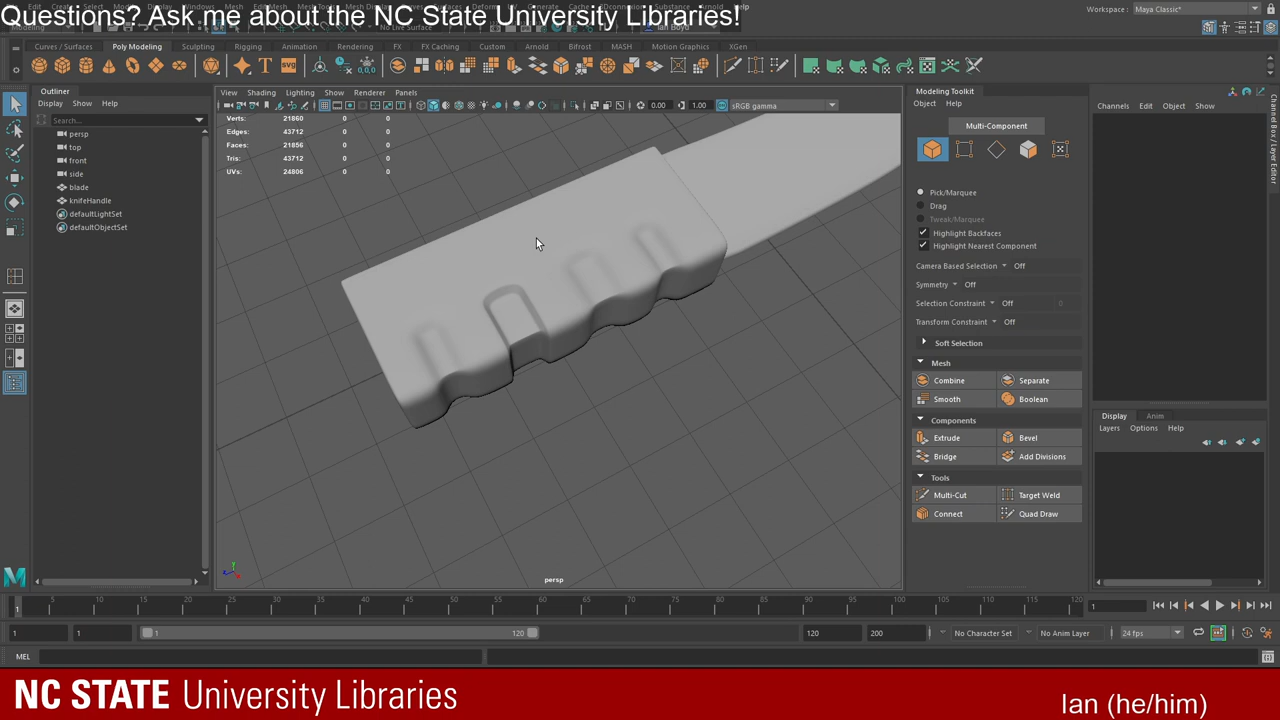 Questions? Ask me about the NC State University Libraries!
Workspace: Maya Classic*
Curves / Surfaces Poly Modeling Sculpting Rigging Animation Rendering FX FX Caching Custom Arnold Bifrost MASH Motion Graphics XGen
Outliner
Display Show Help
Search...
persp
top
front
side
blade
knifeHandle
defaultLightSet
defaultObjectSet
View Shading Lighting Show Renderer Panels
0.00 1.00 sRGB gamma
Verts: 21860 0 0
Edges: 43712 0 0
Faces: 21856 0 0
Tris: 43712 0 0
UVs: 24806 0 0
persp
Modeling Toolkit
Object Help
Multi-Component
Pick/Marquee
Drag
Tweak/Marquee
Highlight Backfaces
Highlight Nearest Component
Camera Based Selection Off
Symmetry Off
Selection Constraint Off 0
Transform Constraint Off
Soft Selection
Mesh
Combine Separate
Smooth Boolean
Components
Extrude Bevel
Bridge Add Divisions
Tools
Multi-Cut Target Weld
Connect Quad Draw
Channels Edit Object Show
Channel Box / Layer Editor
Display Anim
Layers Options Help
1 5 10 15 20 25 30 35 40 45 50 55 60 65 70 75 80 85 90 95 100 105 110 115 120 1
1 1 1 120 120 200 No Character Set No Anim Layer 24 fps
MEL
NC STATE University Libraries
Ian (he/him)